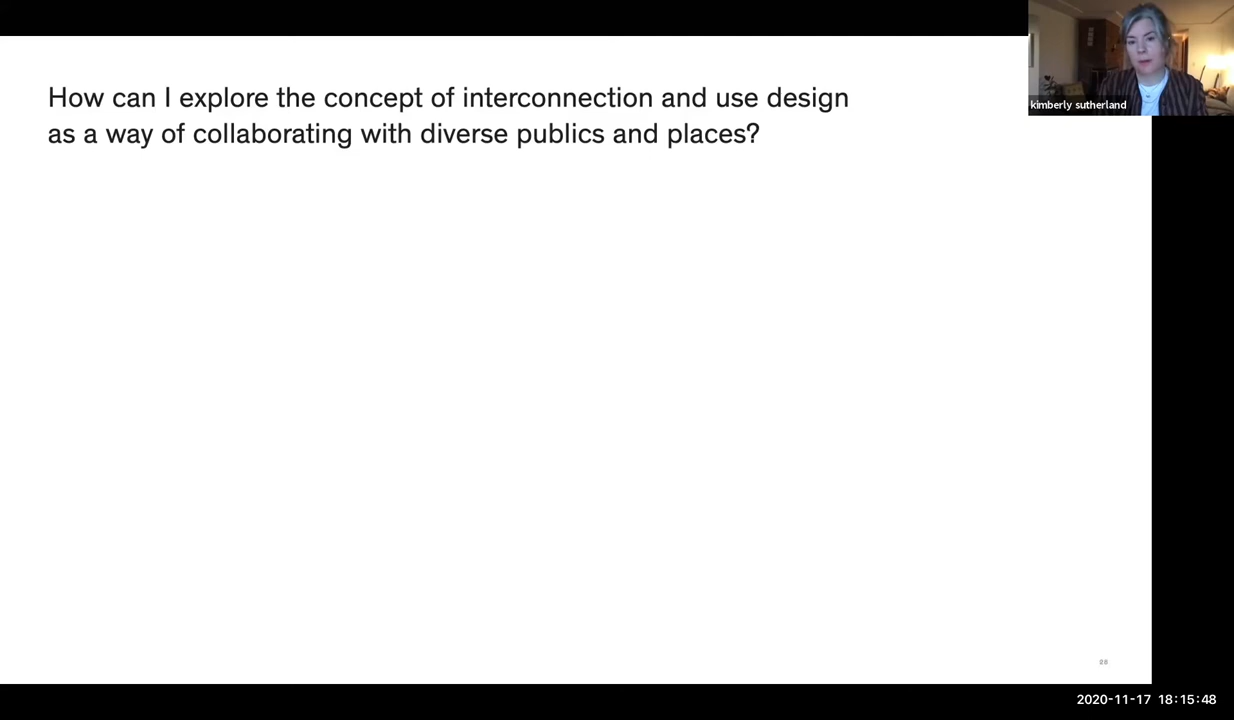 How can I explore the concept of interconnection and use design
as a way of collaborating with diverse publics and places?
kimberly sutherland
28
2020-11-17 18:15:48